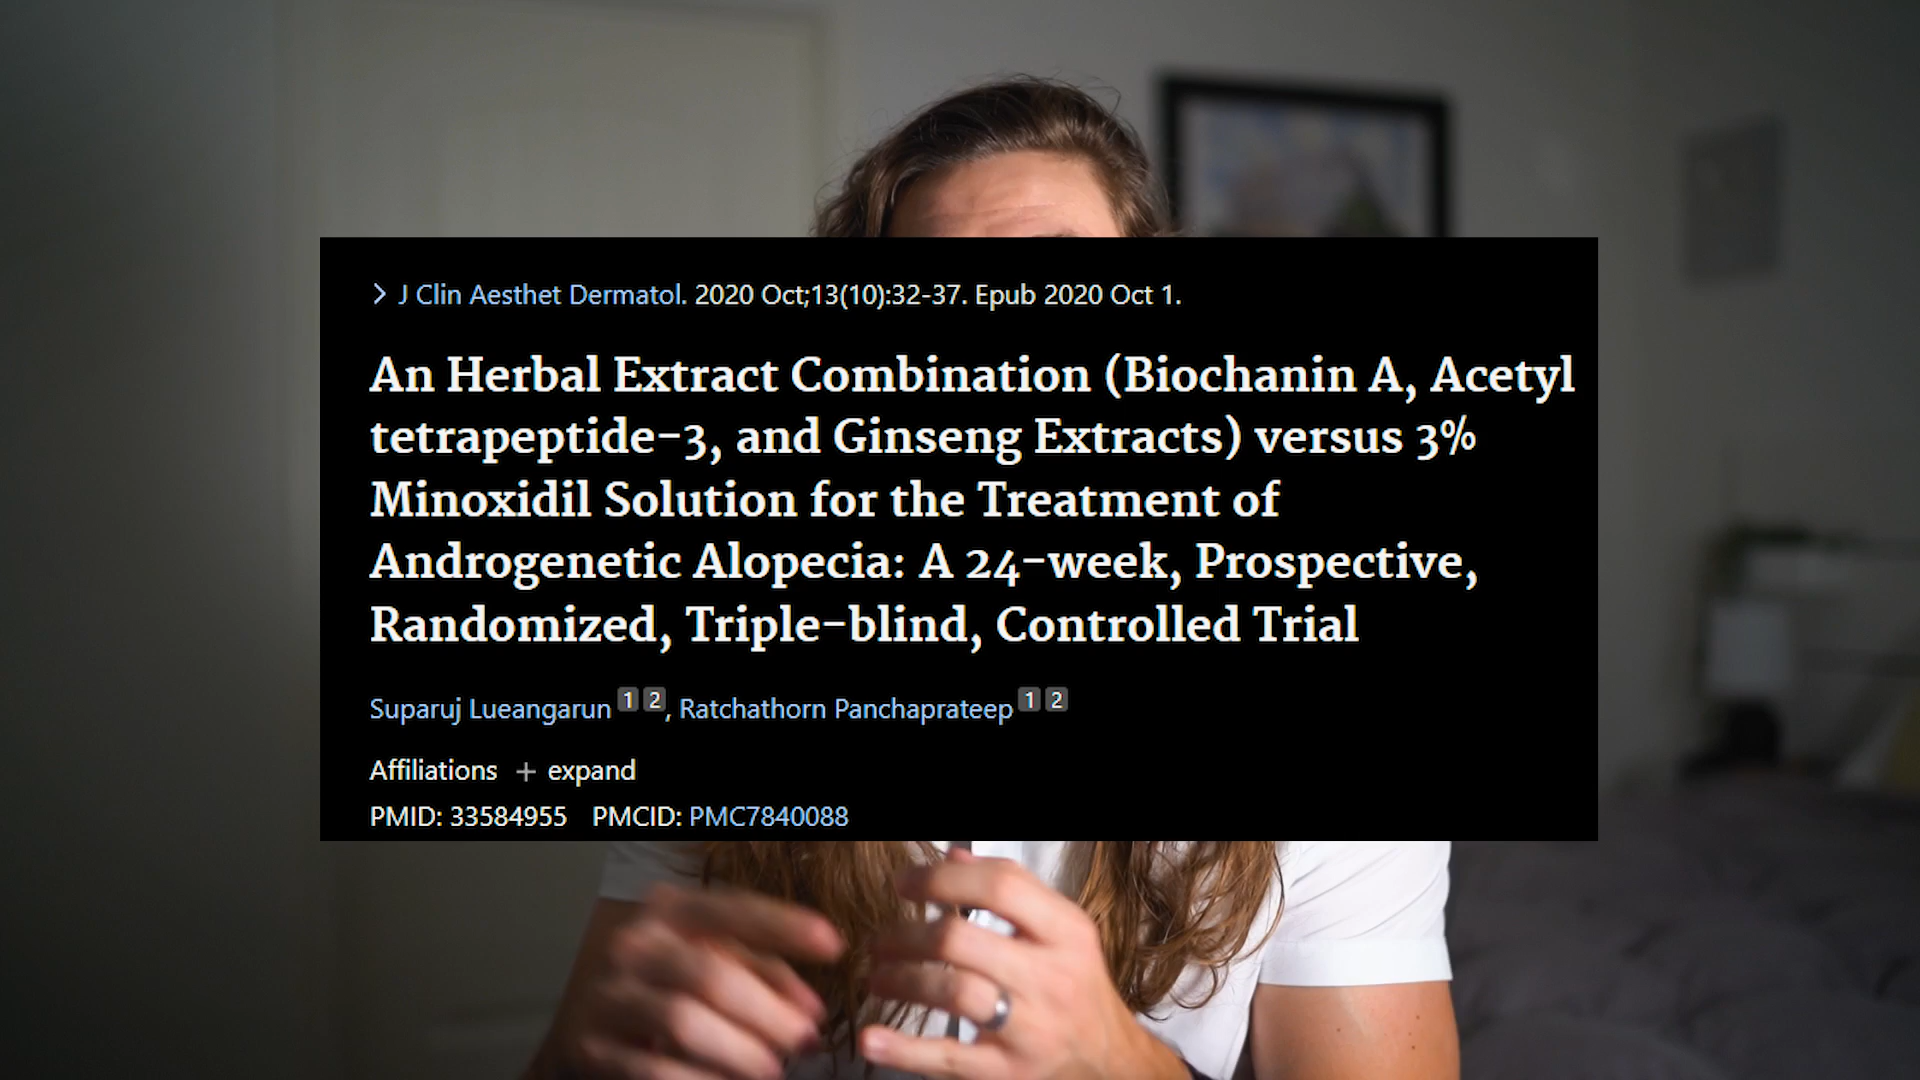 > J Clin Aesthet Dermatol. 2020 Oct;13(10):32-37. Epub 2020 Oct 1.
An Herbal Extract Combination (Biochanin A, Acetyl
tetrapeptide-3, and Ginseng Extracts) versus 3%
Minoxidil Solution for the Treatment of
Androgenetic Alopecia: A 24-week, Prospective,
Randomized, Triple-blind, Controlled Trial
Suparuj Lueangarun 1 2, Ratchathorn Panchaprateep 1 2
Affiliations + expand
PMID: 33584955 PMCID: PMC7840088